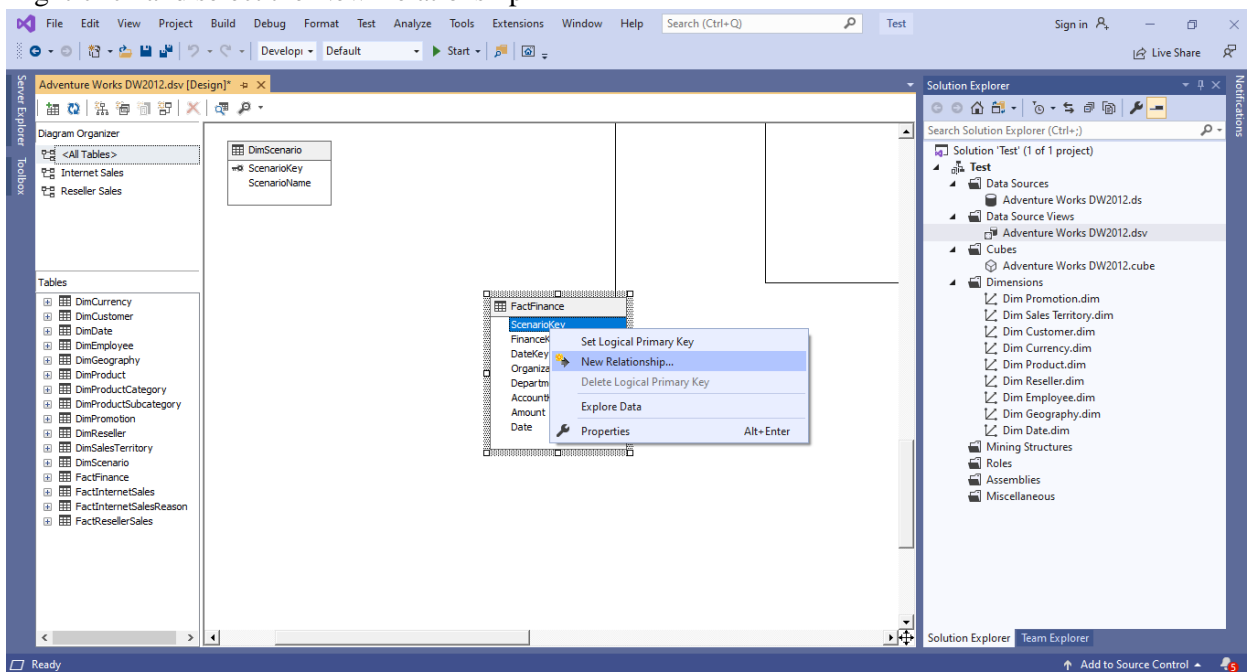 File Edit View Project Build Debug Format Test Analyze Tools Extensions Window Help Search (Ctrl+Q) Test Sign in
Develop Default Start Live Share
Server Explorer
Toolbox
Adventure Works DW2012.dsv [Design]*
Diagram Organizer
<All Tables>
Internet Sales
Reseller Sales
Tables
DimCurrency
DimCustomer
DimDate
DimEmployee
DimGeography
DimProduct
DimProductCategory
DimProductSubcategory
DimPromotion
DimReseller
DimSalesTerritory
DimScenario
FactFinance
FactInternetSales
FactInternetSalesReason
FactResellerSales
DimScenario
ScenarioKey
ScenarioName
FactFinance
ScenarioKey
FinanceK
DateKey
Organiza
Departm
Account
Amount
Date
Set Logical Primary Key
New Relationship...
Delete Logical Primary Key
Explore Data
Properties Alt+Enter
Solution Explorer
Search Solution Explorer (Ctrl+;)
Solution 'Test' (1 of 1 project)
Test
Data Sources
Adventure Works DW2012.ds
Data Source Views
Adventure Works DW2012.dsv
Cubes
Adventure Works DW2012.cube
Dimensions
Dim Promotion.dim
Dim Sales Territory.dim
Dim Customer.dim
Dim Currency.dim
Dim Product.dim
Dim Reseller.dim
Dim Employee.dim
Dim Geography.dim
Dim Date.dim
Mining Structures
Roles
Assemblies
Miscellaneous
Solution Explorer Team Explorer
Notifications
Ready Add to Source Control 5